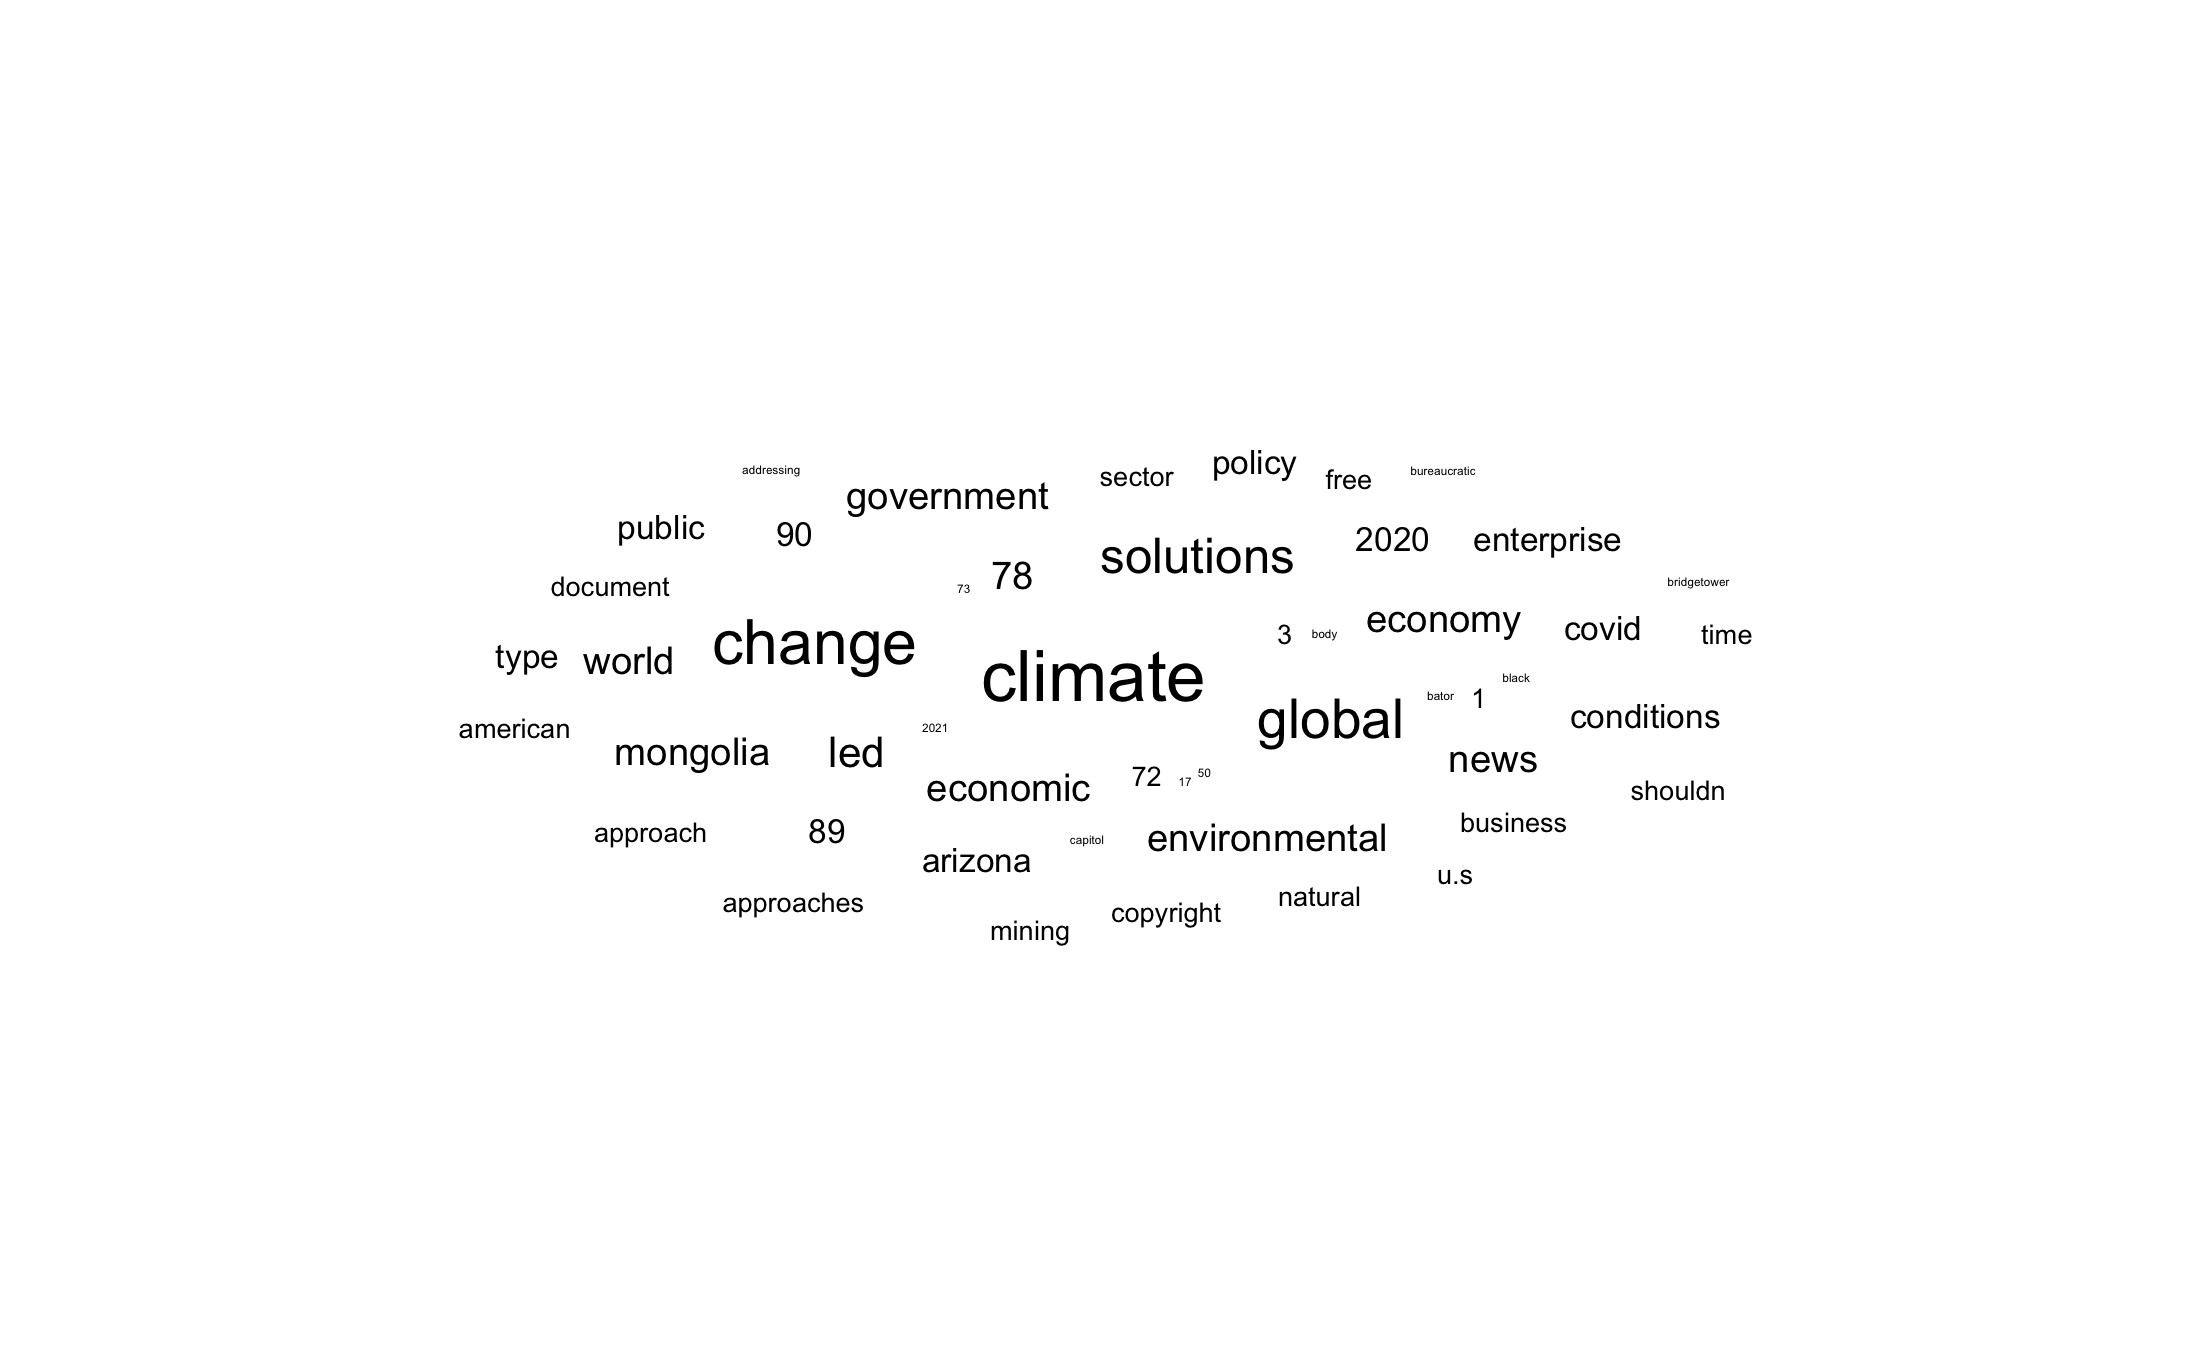 policy
addressing
sector
free
bureaucratic
government
public
90
solutions
2020
enterprise
document
73
78
bridgetower
change
3
body
economy
covid
time
type
world
climate
bator
1
black
american
2021
global
conditions
mongolia
led
news
economic
72
17
50
shouldn
approach
89
capitol
environmental
business
arizona
u.s
approaches
natural
mining
copyright